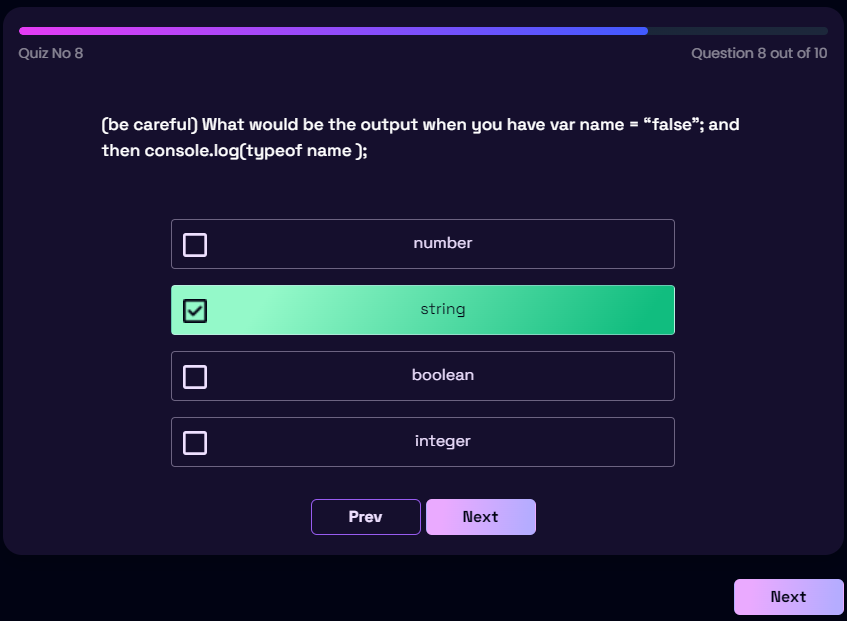 Quiz No 8
Question 8 out of 10
(be careful) What would be the output when you have var name = “false”; and
then console.log(typeof name );
number
string
boolean
integer
Prev
Next
Next